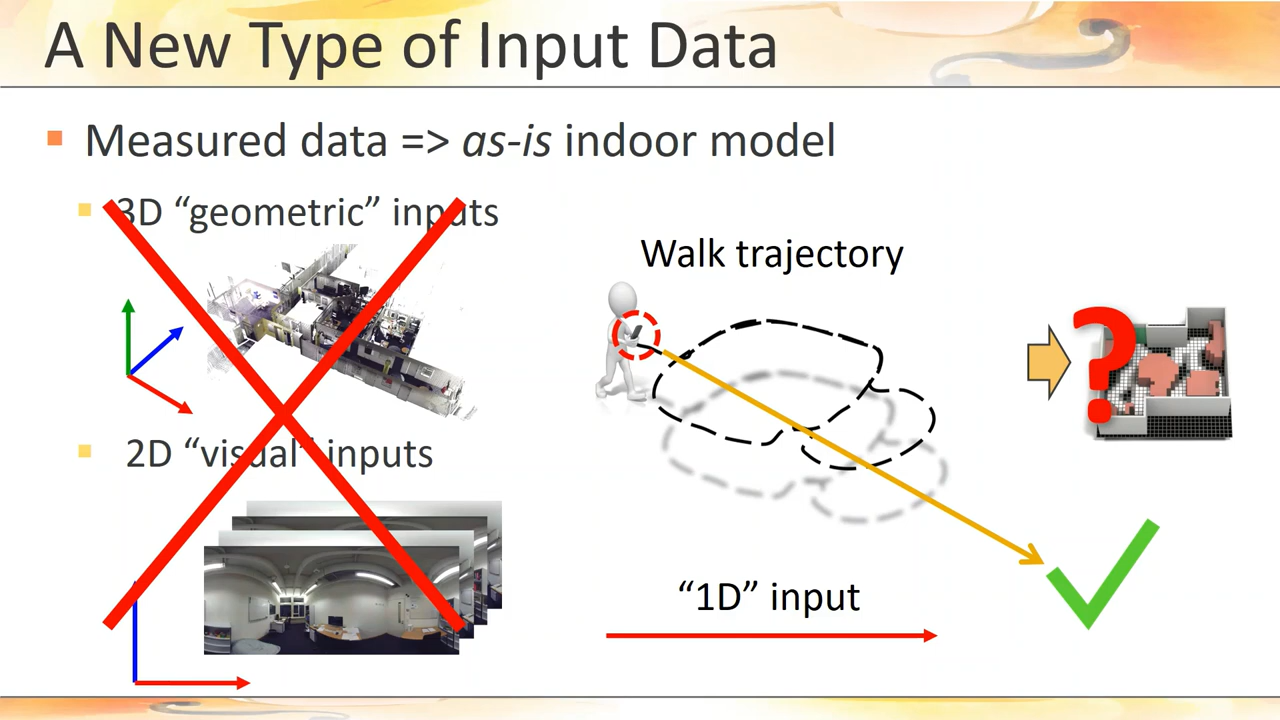 A New Type of Input Data
Measured data => as-is indoor model
3D “geometric” inputs
Walk trajectory
?
2D “visual” inputs
“1D” input